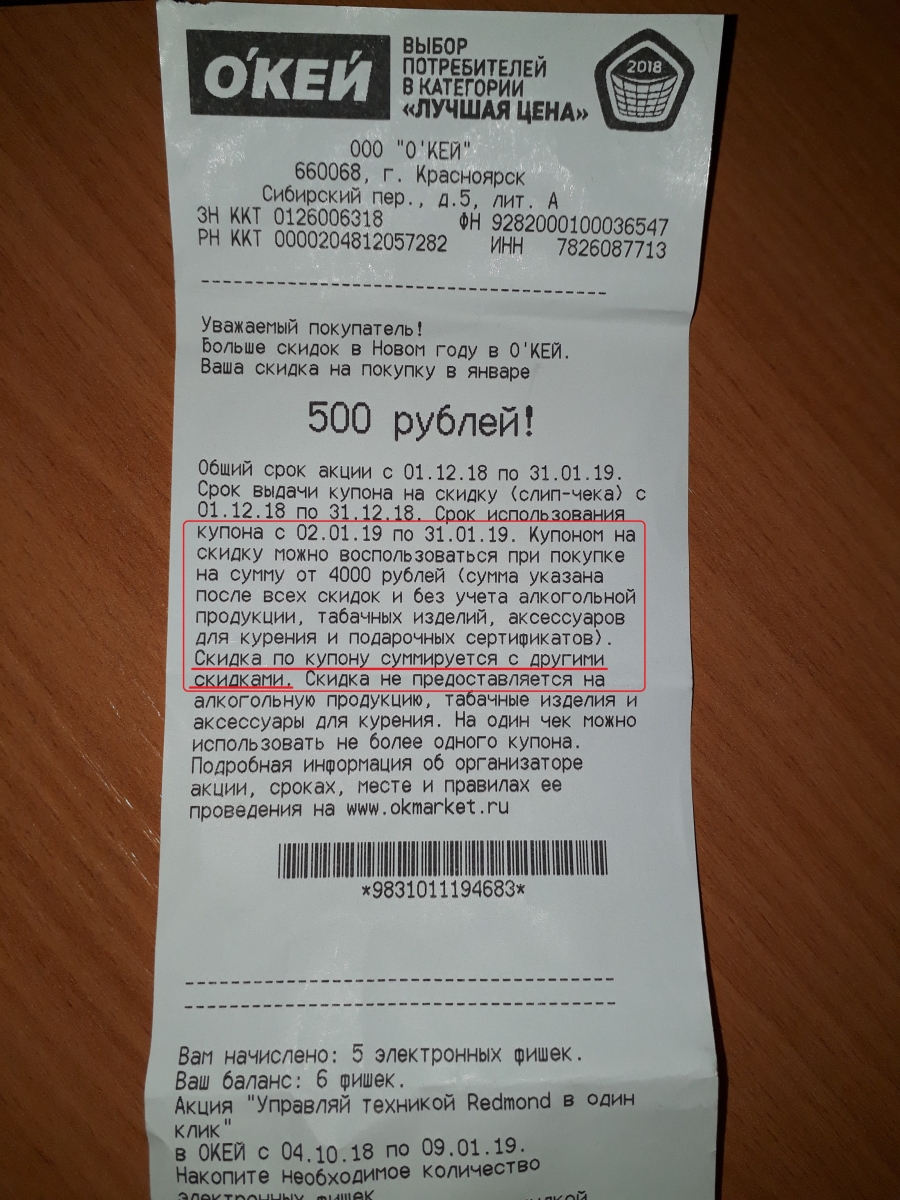 О'КЕЙ
ВЫБОР
ПОТРЕБИТЕЛЕЙ
В КАТЕГОРИИ
«ЛУЧШАЯ ЦЕНА»
2018
ООО "О'КЕЙ"
660068, г. Красноярск
Сибирский пер., д.5, лит. А
ЗН ККТ 0126006318 ФН 9282000100036547
РН ККТ 0000204812057282 ИНН 7826087713
Уважаемый покупатель!
Больше скидок в Новом году в О'КЕЙ.
Ваша скидка на покупку в январе
500 рублей!
Общий срок акции с 01.12.18 по 31.01.19.
Срок выдачи купона на скидку (слип-чека) с
01.12.18 по 31.12.18. Срок использования
купона с 02.01.19 по 31.01.19. Купоном на
скидку можно воспользоваться при покупке
на сумму от 4000 рублей (сумма указана
после всех скидок и без учета алкогольной
продукции, табачных изделий, аксессуаров
для курения и подарочных сертификатов).
Скидка по купону суммируется с другими
скидками. Скидка не предоставляется на
алкогольную продукцию, табачные изделия и
аксессуары для курения. На один чек можно
использовать не более одного купона.
Подробная информация об организаторе
акции, сроках, месте и правилах ее
проведения на www.okmarket.ru
*9831011194683*
Вам начислено: 5 электронных фишек.
Ваш баланс: 6 фишек.
Акция "Управляй техникой Redmond в один
клик"
в ОКЕЙ с 04.10.18 по 09.01.19.
Накопите необходимое количество
электронных фишек